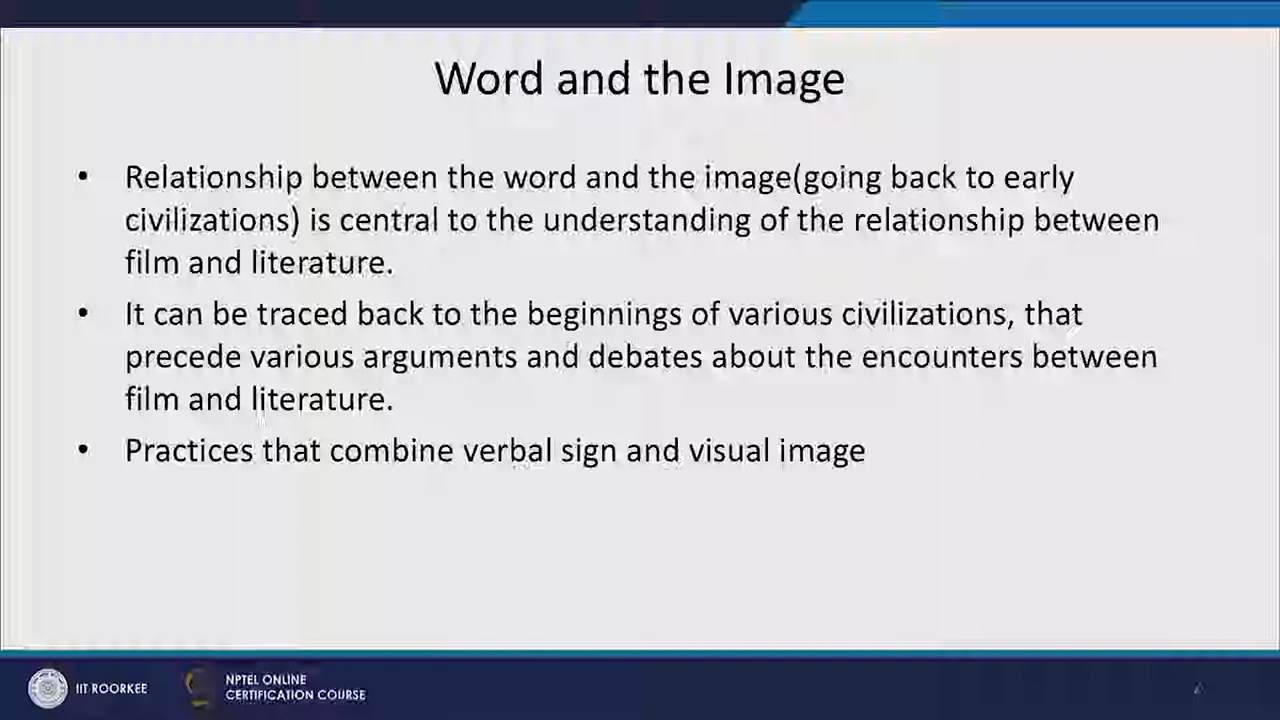 Word and the Image
• Relationship between the word and the image(going back to early
civilizations) is central to the understanding of the relationship between
film and literature.
• It can be traced back to the beginnings of various civilizations, that
precede various arguments and debates about the encounters between
film and literature.
• Practices that combine verbal sign and visual image
IIT ROORKEE
NPTEL ONLINE
CERTIFICATION COURSE